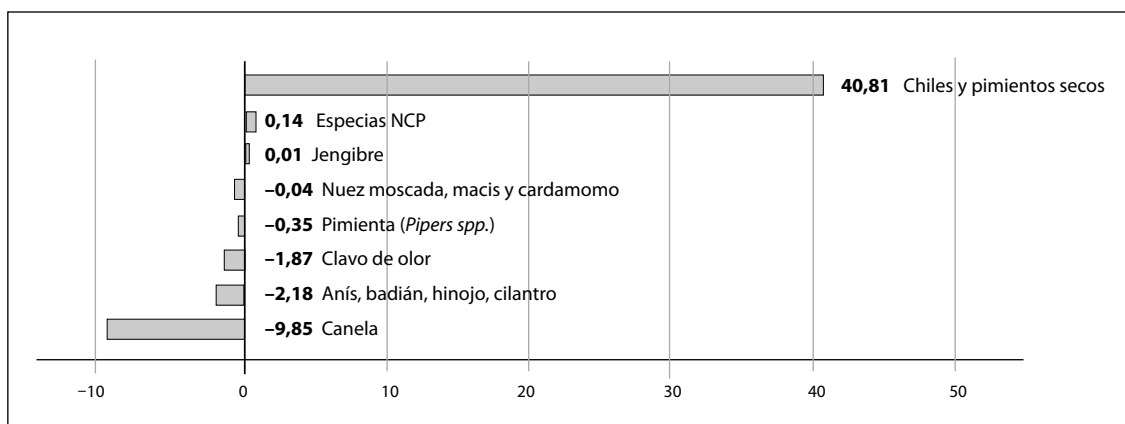 40,81 Chiles y pimientos secos
0,14 Especias NCP
0,01 Jengibre
–0,04 Nuez moscada, macis y cardamomo
–0,35 Pimienta (Pipers spp.)
–1,87 Clavo de olor
–2,18 Anís, badián, hinojo, cilantro
–9,85 Canela
–10 0 10 20 30 40 50